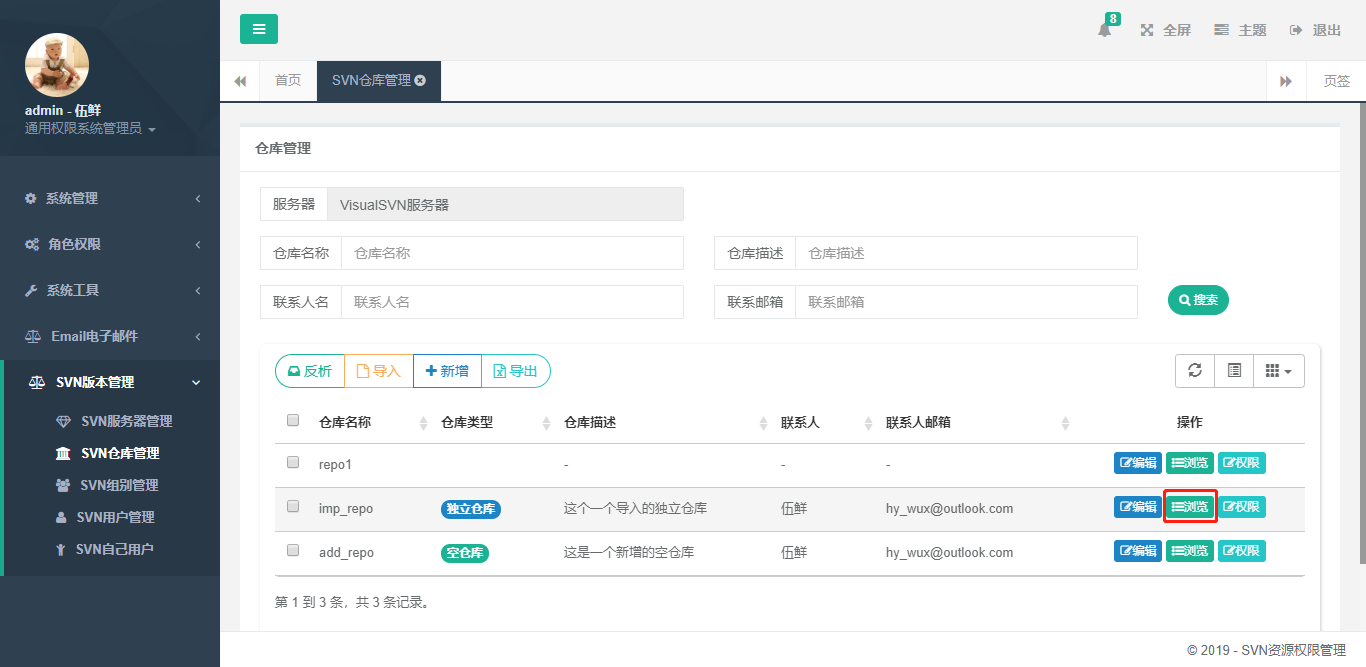 admin - 伍鲜
通用权限系统管理员
系统管理
角色权限
系统工具
Email电子邮件
SVN版本管理
SVN服务器管理
SVN仓库管理
SVN组别管理
SVN用户管理
SVN自己用户
8
全屏 主题 退出
首页 SVN仓库管理 页签
仓库管理
服务器 VisualSVN服务器
仓库名称 仓库名称 仓库描述 仓库描述
联系人名 联系人名 联系邮箱 联系邮箱 搜索
反析 导入 新增 导出
仓库名称 仓库类型 仓库描述 联系人 联系人邮箱 操作
repo1 - - - 编辑 浏览 权限
imp_repo 独立仓库 这个一个导入的独立仓库 伍鲜 hy_wux@outlook.com 编辑 浏览 权限
add_repo 空仓库 这是一个新增的空仓库 伍鲜 hy_wux@outlook.com 编辑 浏览 权限
第 1 到 3 条，共 3 条记录。
© 2019 - SVN资源权限管理